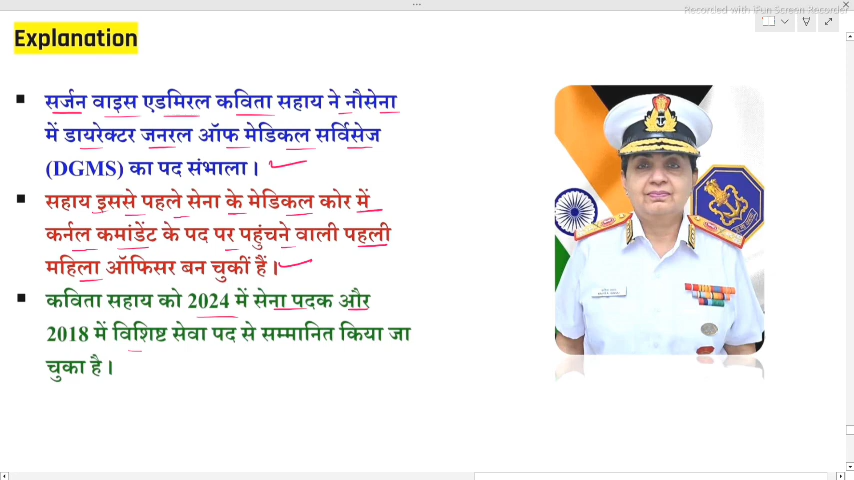 Recorded with iFun Screen Recorder
Explanation
सर्जन वाइस एडमिरल कविता सहाय ने नौसेना
में डायरेक्टर जनरल ऑफ मेडिकल सर्विसेज
(DGMS) का पद संभाला।
सहाय इससे पहले सेना के मेडिकल कोर में
कर्नल कमांडेंट के पद पर पहुंचने वाली पहली
महिला ऑफिसर बन चुकीं हैं।
कविता सहाय को 2024 में सेना पदक और
2018 में विशिष्ट सेवा पद से सम्मानित किया जा
चुका है।